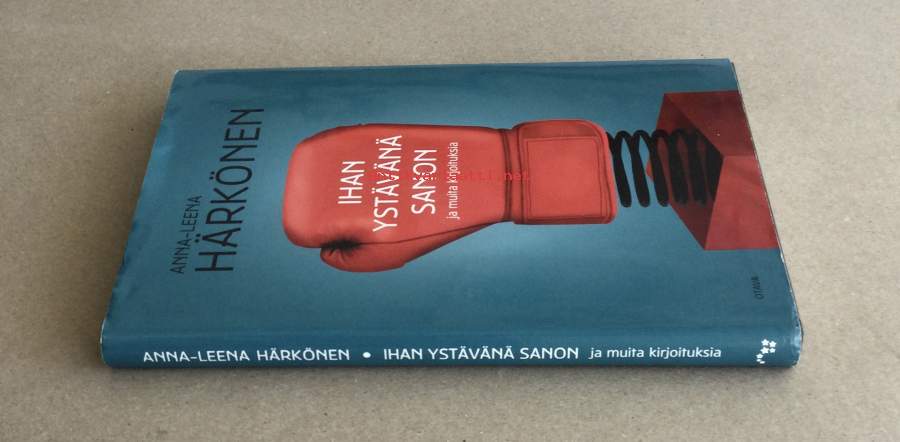 ANNA-LEENA
HÄRKÖNEN
IHAN
YSTÄVÄNÄ
SANON
ja muita kirjoituksia
OTAVA
ANNA-LEENA HÄRKÖNEN • IHAN YSTÄVÄNÄ SANON ja muita kirjoituksia